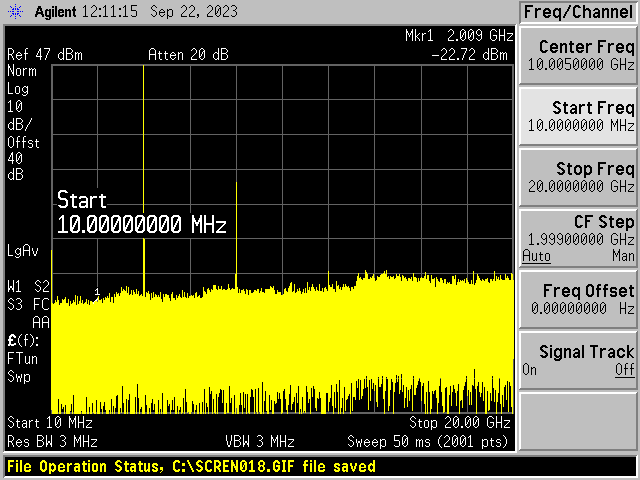 Agilent 12:11:15 Sep 22, 2023
Freq/Channel
Mkr1 2.009 GHz
Ref 47 dBm Atten 20 dB -22.72 dBm
Norm
Log
10
dB/
Offst
40
dB
LgAv
W1 S2
S3 FC
AA
£(f):
FTun
Swp
1
Start
10.00000000 MHz
Start 10 MHz Stop 20.00 GHz
Res BW 3 MHz VBW 3 MHz Sweep 50 ms (2001 pts)
Center Freq
10.0050000 GHz
Start Freq
10.0000000 MHz
Stop Freq
20.0000000 GHz
CF Step
1.99900000 GHz
Auto Man
Freq Offset
0.00000000 Hz
Signal Track
On Off
File Operation Status, C:\SCREN018.GIF file saved